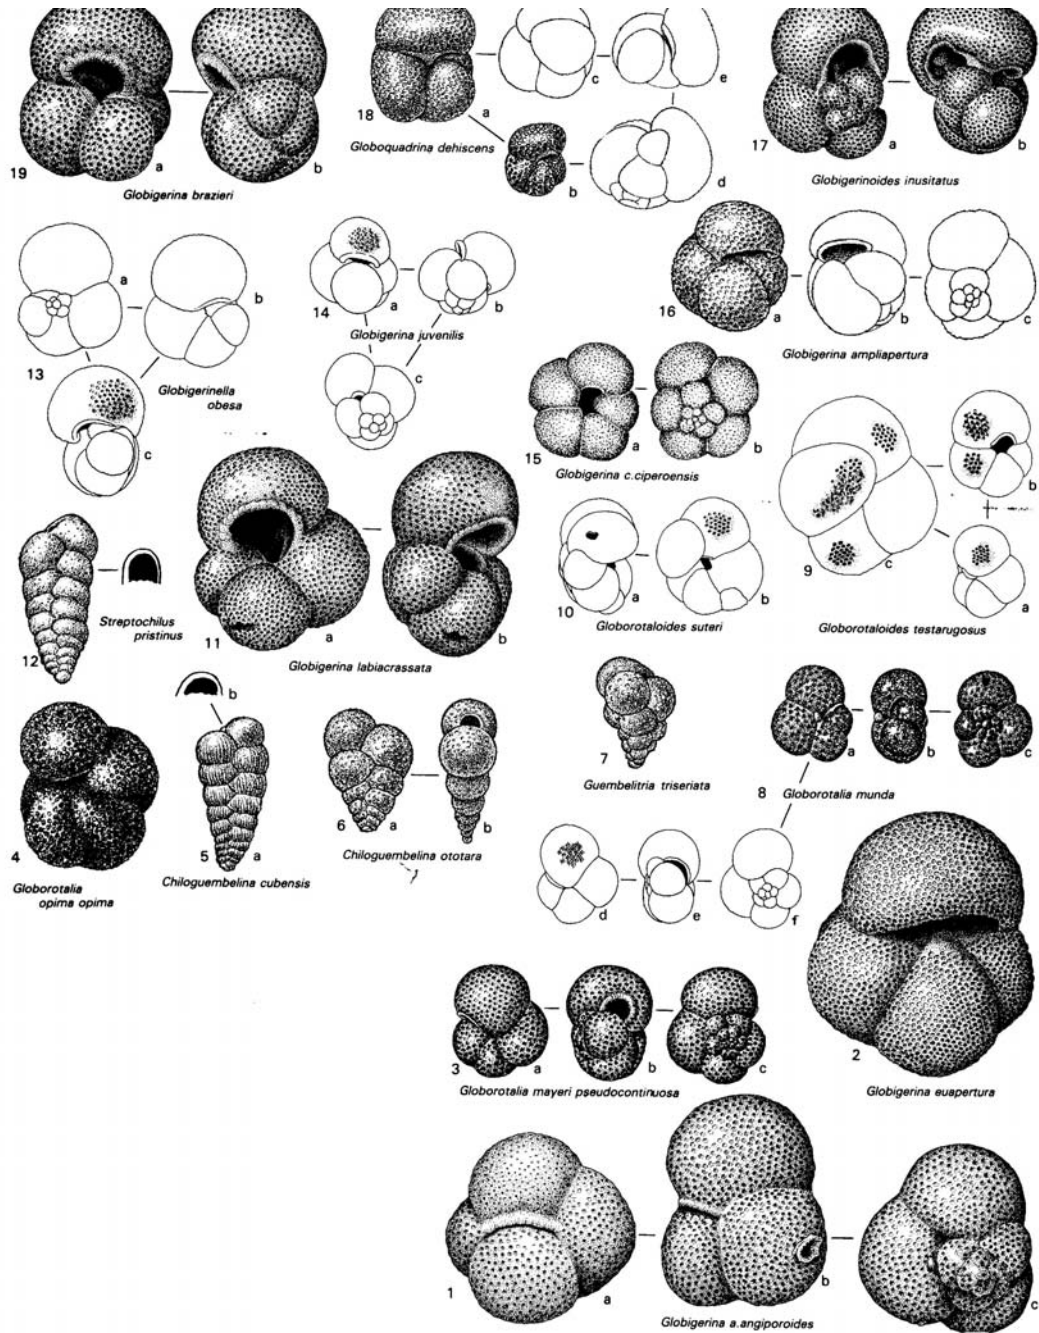 19
a
b
Globigerina brazieri
18
a
c
e
b
d
Globoquadrina dehiscens
17
a
b
Globigerinoides inusitatus
13
a
b
c
Globigerinella
obesa
14
a
b
c
Globigerina juvenilis
16
a
b
c
Globigerina ampliapertura
15
a
b
Globigerina c.ciperoensis
9
c
b
a
Globorotaloides testarugosus
12
Streptochilus
pristinus
11
a
b
Globigerina labiacrassata
10
a
b
Globorotaloides suteri
4
Globorotalia
opima opima
b
5
a
Chiloguembelina cubensis
6
a
b
Chiloguembelina ototara
7
Guembelitria triseriata
a
b
c
8
Globorotalia munda
d
e
f
2
Globigerina euapertura
3
a
b
c
Globorotalia mayeri pseudocontinuosa
1
a
b
c
Globigerina a.angiporoides